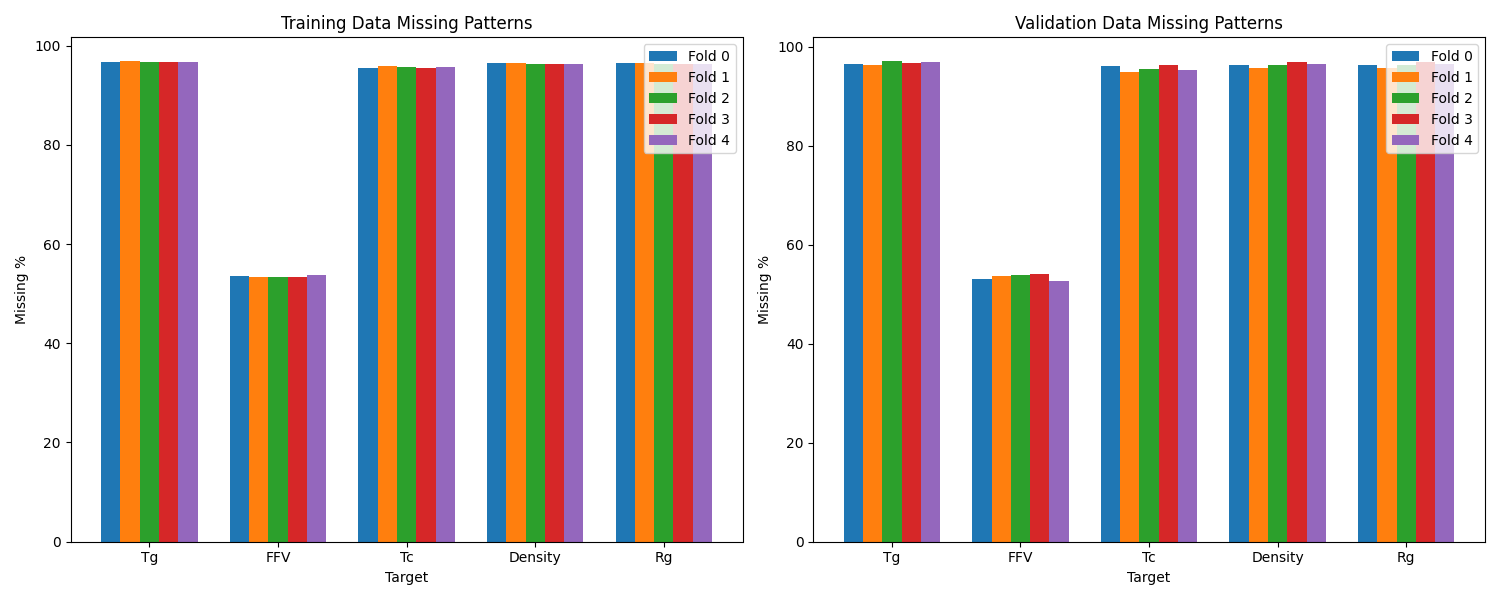 Training Data Missing Patterns
Missing %
100
80
60
40
20
0
Tg
FFV
Tc
Density
Rg
Target
Fold 0
Fold 1
Fold 2
Fold 3
Fold 4
Validation Data Missing Patterns
Missing %
100
80
60
40
20
0
Tg
FFV
Tc
Density
Rg
Target
Fold 0
Fold 1
Fold 2
Fold 3
Fold 4